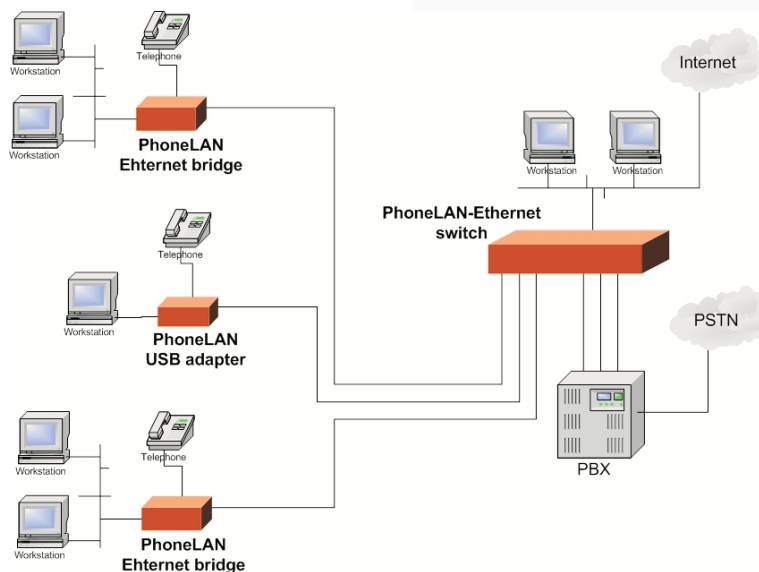 Telephone
Internet
Workstation
Workstation
PhoneLAN
Ehternet bridge
Workstation
Workstation
PhoneLAN-Ethernet
switch
Telephone
Workstation
PhoneLAN
USB adapter
PSTN
Telephone
Workstation
PBX
Workstation
PhoneLAN
Ehternet bridge